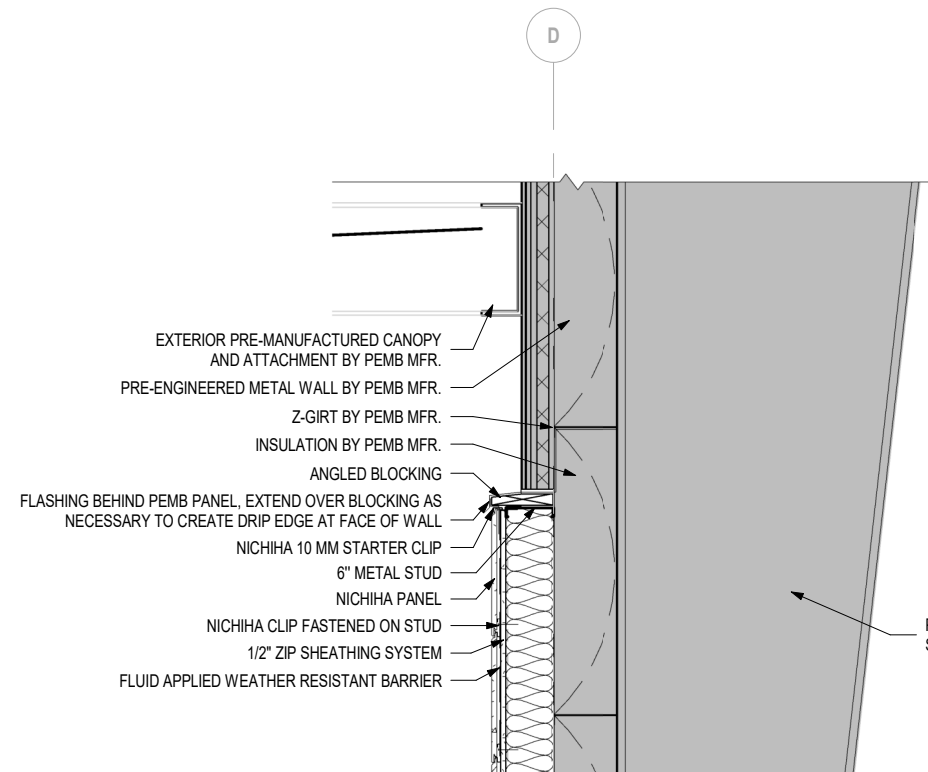 D
EXTERIOR PRE-MANUFACTURED CANOPY
AND ATTACHMENT BY PEMB MFR.
PRE-ENGINEERED METAL WALL BY PEMB MFR.
Z-GIRT BY PEMB MFR.
INSULATION BY PEMB MFR.
ANGLED BLOCKING
FLASHING BEHIND PEMB PANEL, EXTEND OVER BLOCKING AS
NECESSARY TO CREATE DRIP EDGE AT FACE OF WALL
NICHIHA 10 MM STARTER CLIP
6" METAL STUD
NICHIHA PANEL
NICHIHA CLIP FASTENED ON STUD
1/2" ZIP SHEATHING SYSTEM
FLUID APPLIED WEATHER RESISTANT BARRIER